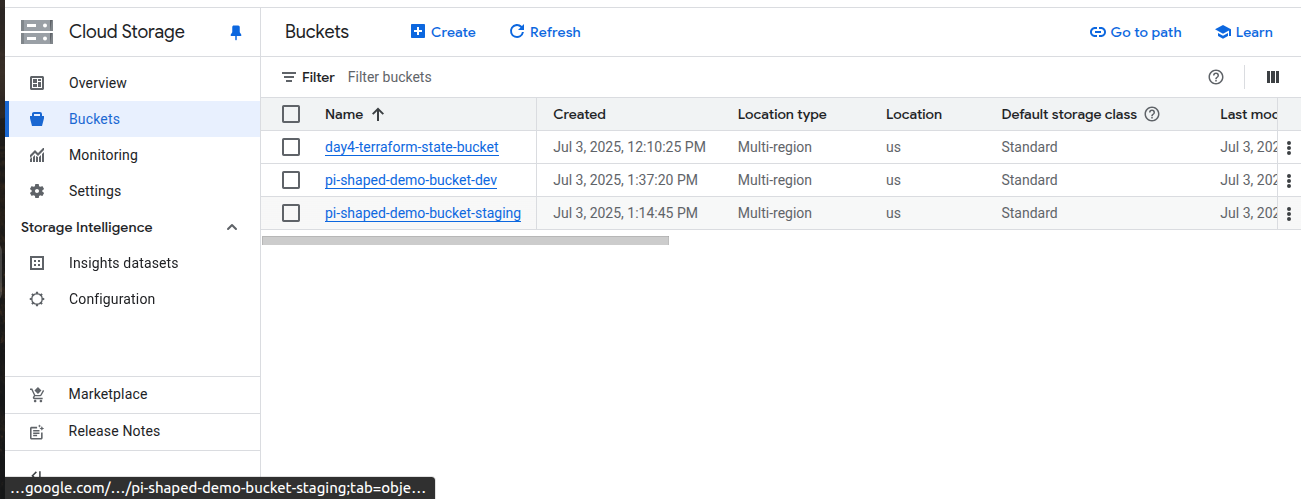 Cloud Storage
Buckets
Create
Refresh
Go to path
Learn
Overview
Buckets
Monitoring
Settings
Storage Intelligence
Insights datasets
Configuration
Marketplace
Release Notes
Filter Filter buckets
Name Created Location type Location Default storage class Last moc
day4-terraform-state-bucket Jul 3, 2025, 12:10:25 PM Multi-region us Standard Jul 3, 202
pi-shaped-demo-bucket-dev Jul 3, 2025, 1:37:20 PM Multi-region us Standard Jul 3, 202
pi-shaped-demo-bucket-staging Jul 3, 2025, 1:14:45 PM Multi-region us Standard Jul 3, 202
...google.com/.../pi-shaped-demo-bucket-staging;tab=obje...